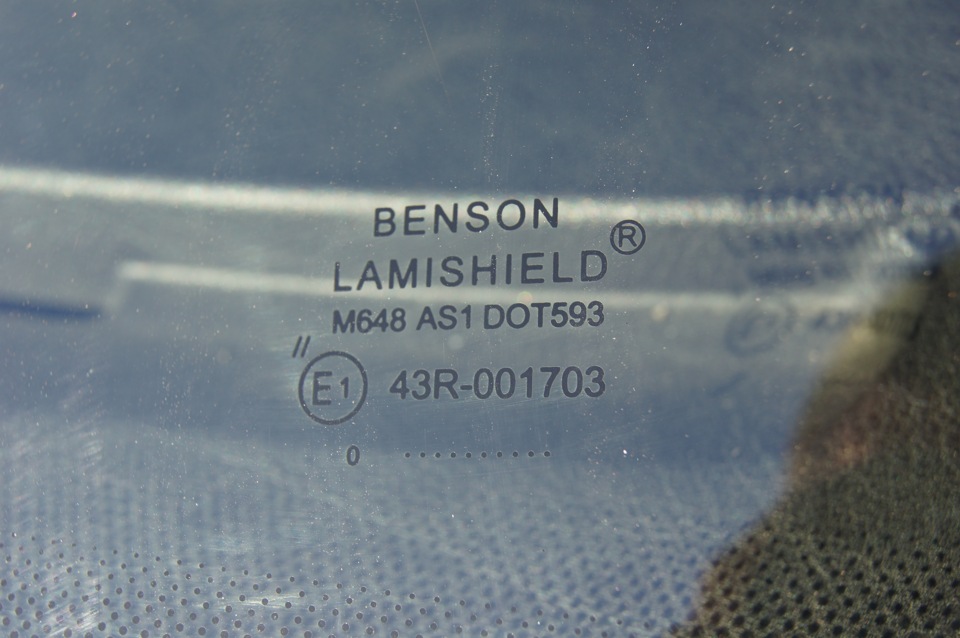 BENSON
LAMISHIELD®
M648 AS1 DOT593
//
E1 43R-001703
0 .........